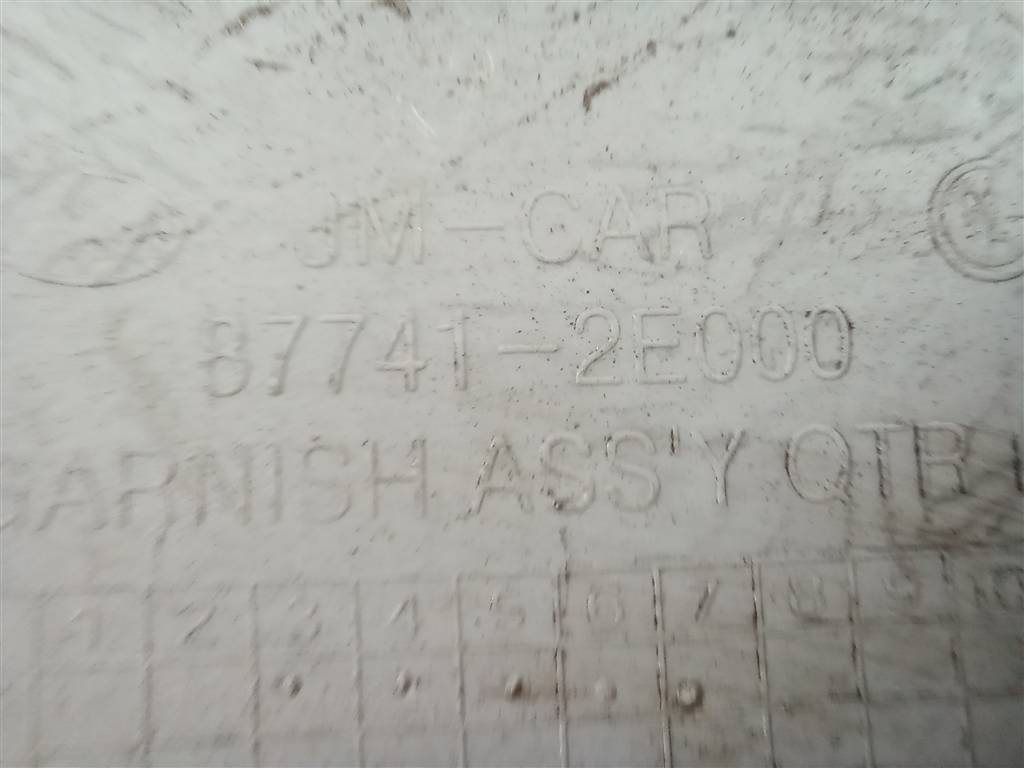 JM-CAR
87741-2E000
GARNISH ASS'Y QTR
1 2 3 4 5 6 7 8 9 10